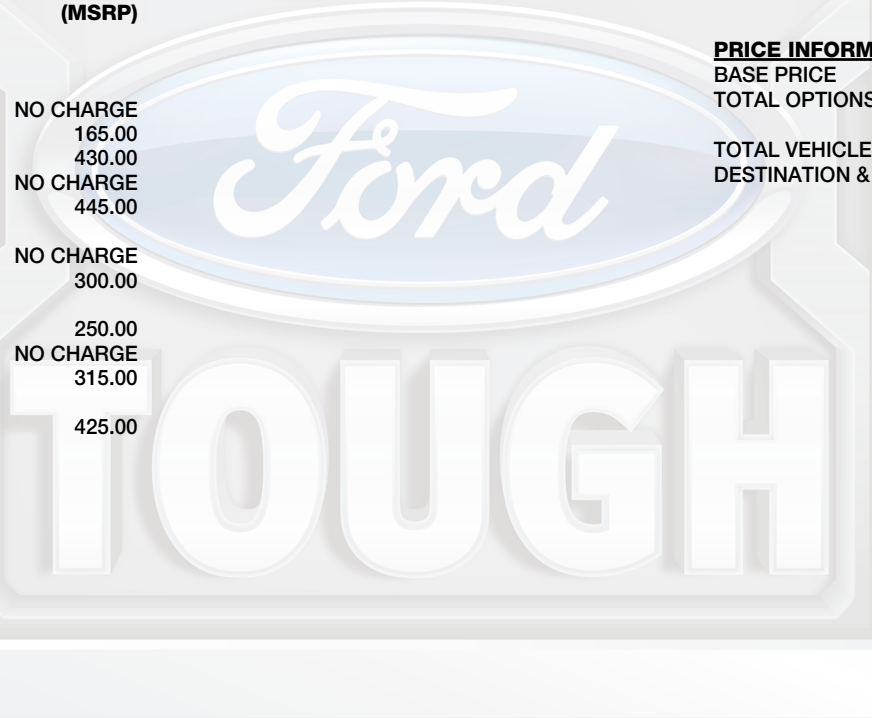 (MSRP)
NO CHARGE
165.00
430.00
NO CHARGE
445.00
NO CHARGE
300.00
250.00
NO CHARGE
315.00
425.00
PRICE INFORM
BASE PRICE
TOTAL OPTIONS
TOTAL VEHICLE
DESTINATION &
Ford
TOUGH